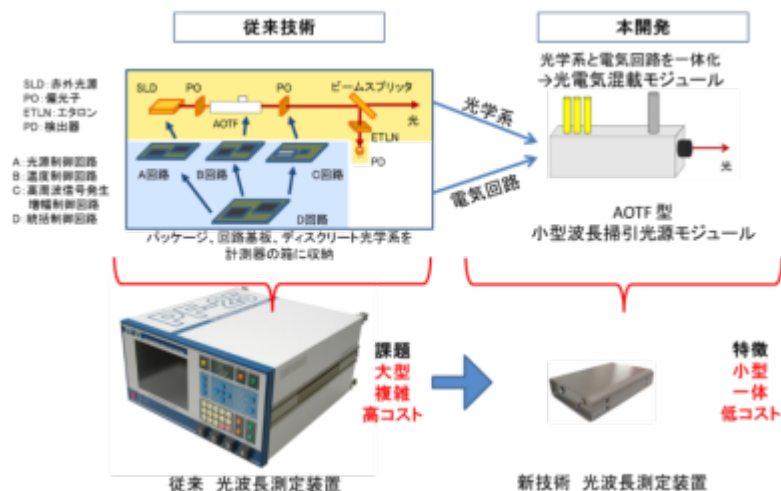 従来技術
本開発
SLD:赤外光源
PO:偏光子
ETLN:エタロン
PD:検出器
A:光源制御回路
B:温度制御回路
C:高周波信号発生
増幅制御回路
D:統括制御回路
SLD
PO
PO
ビームスプリッタ
AOTF
光
ETLN
PD
A回路
B回路
C回路
D回路
パッケージ、回路基板、ディスクリート光学系を
計測器の箱に収納
光学系
電気回路
光学系と電気回路を一体化
→光電気混載モジュール
光
AOTF 型
小型波長掃引光源モジュール
課題
大型
複雑
高コスト
特徴
小型
一体
低コスト
従来 光波長測定装置
新技術 光波長測定装置